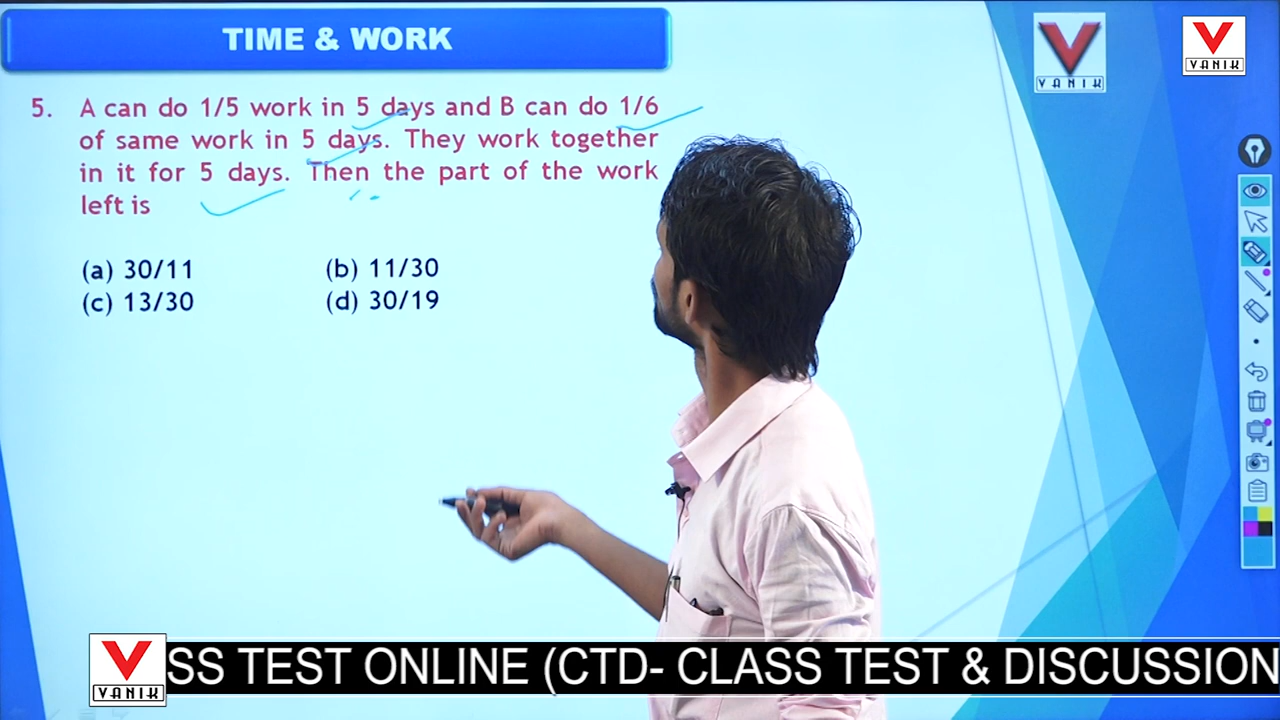 TIME & WORK
VANIK
VANIK
5. A can do 1/5 work in 5 days and B can do 1/6
of same work in 5 days. They work together
in it for 5 days. Then the part of the work
left is
(a) 30/11 (b) 11/30
(c) 13/30 (d) 30/19
VANIK
SS TEST ONLINE (CTD- CLASS TEST & DISCUSSION